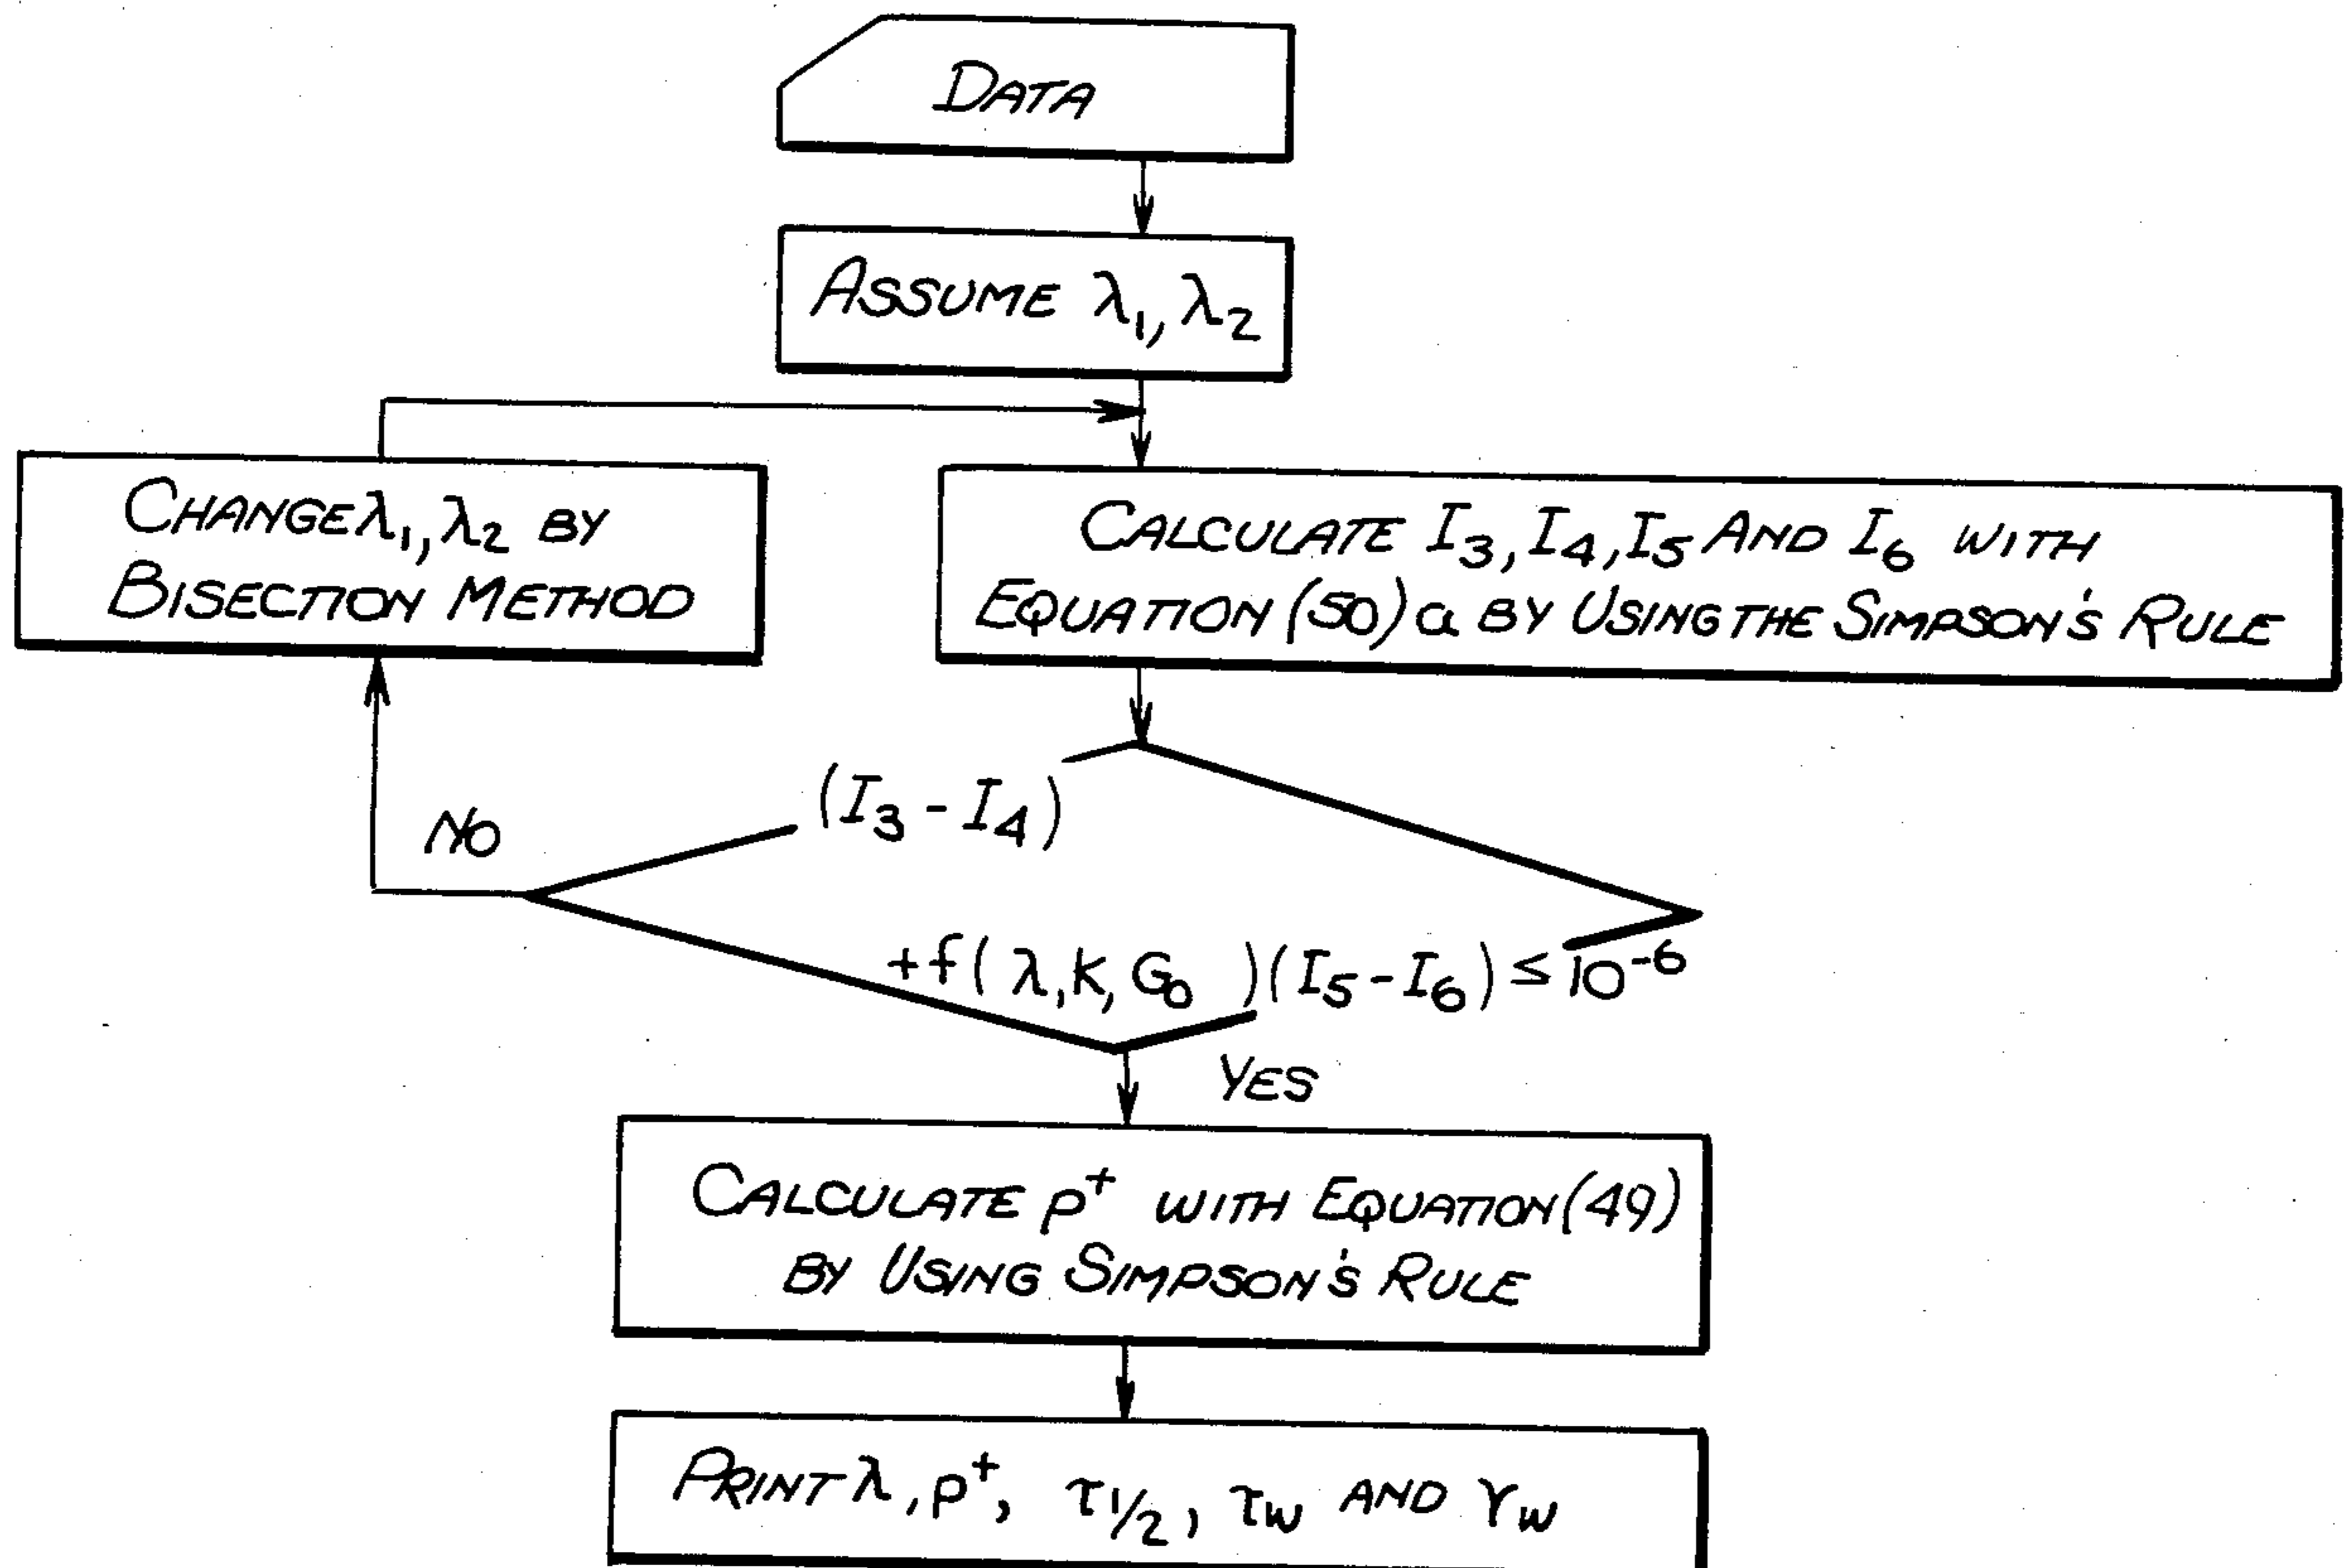 DATA
ASSUME λ₁, λ₂
CHANGE λ₁, λ₂ BY
BISECTION METHOD
CALCULATE I₃, I₄, I₅ AND I₆ WITH
EQUATION (50)a BY USING THE SIMPSON'S RULE
(I₃ - I₄)
NO
+f( λ, K, G₀ )(I₅ - I₆) ≤ 10⁻⁶
YES
CALCULATE P⁺ WITH EQUATION (49)
BY USING SIMPSON'S RULE
PRINT λ, P⁺, τ1/2, τw AND γw